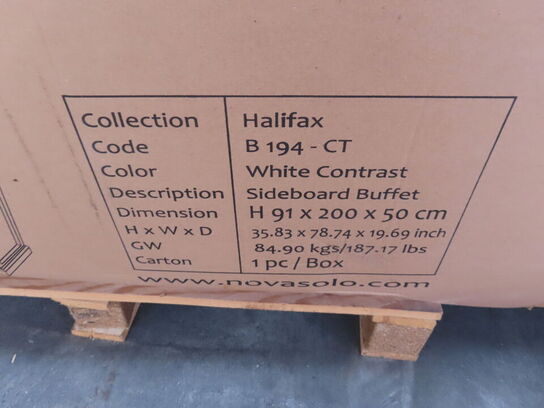 Collection Halifax
Code B 194 - CT
Color White Contrast
Description Sideboard Buffet
Dimension H 91 x 200 x 50 cm
H x W x D 35.83 x 78.74 x 19.69 inch
GW 84.90 kgs/187.17 lbs
Carton 1 pc / Box
www.novasolo.com